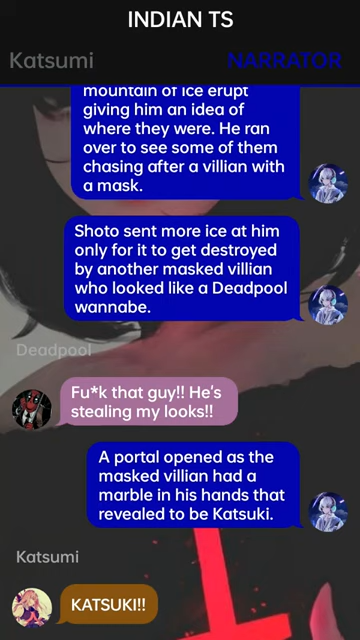 INDIAN TS
Katsumi NARRATOR
mountain of ice erupt
giving him an idea of
where they were. He ran
over to see some of them
chasing after a villian with
a mask.
Shoto sent more ice at him
only for it to get destroyed
by another masked villian
who looked like a Deadpool
wannabe.
Deadpool
Fu*k that guy!! He's
stealing my looks!!
A portal opened as the
masked villian had a
marble in his hands that
revealed to be Katsuki.
Katsumi
KATSUKI!!